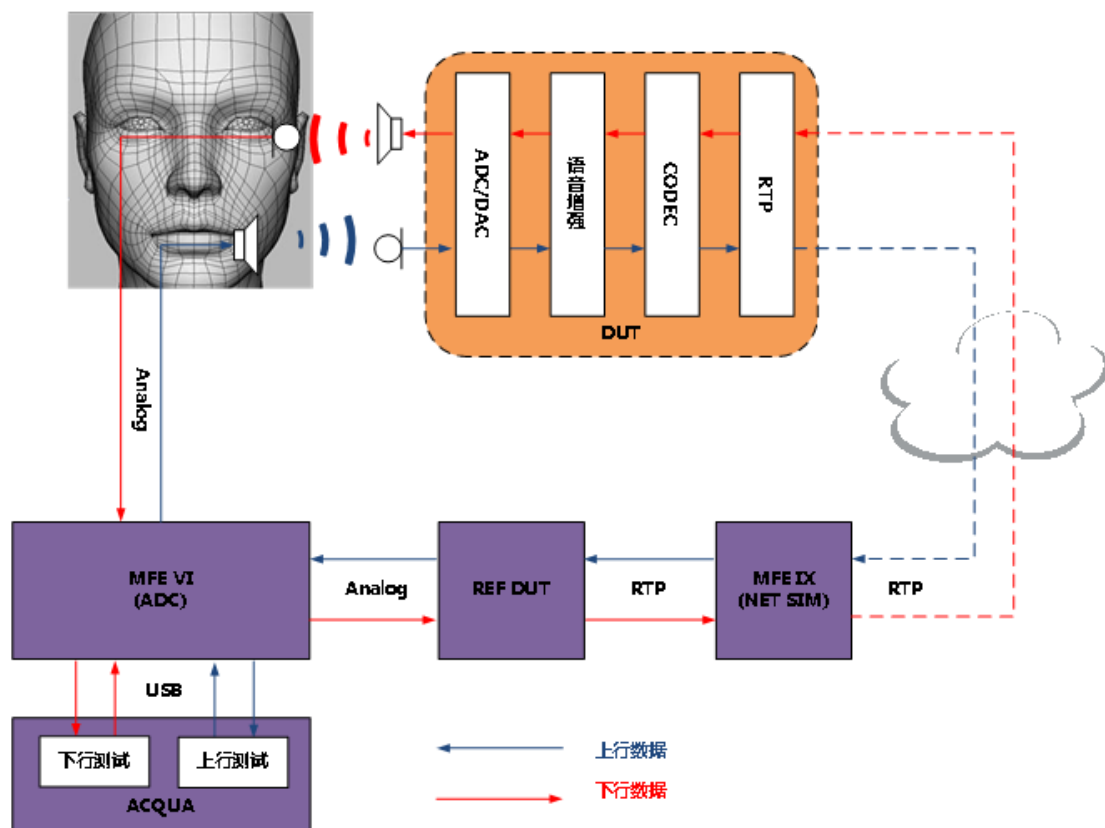 ADC/DAC
语音增强
CODEC
RTP
DUT
Analog
MFE VI
(ADC)
Analog
REF DUT
RTP
MFE IX
(NET SIM)
RTP
USB
下行测试
上行测试
ACQUA
上行数据
下行数据